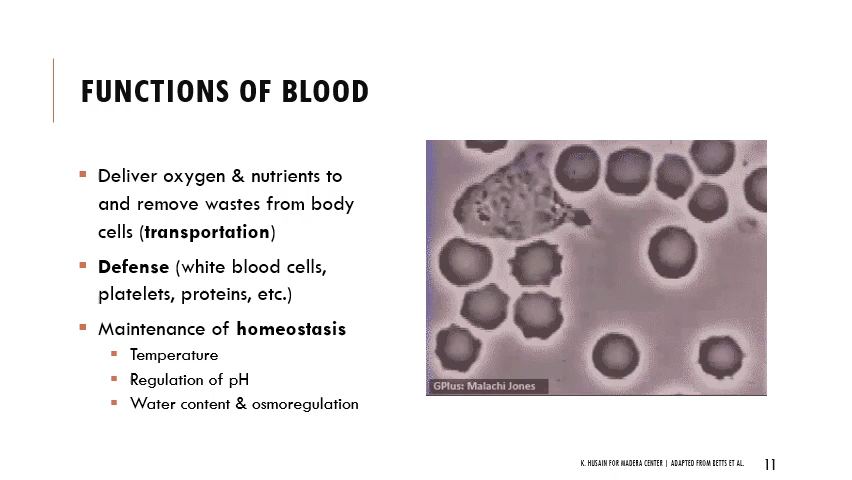 FUNCTIONS OF BLOOD
Deliver oxygen & nutrients to
and remove wastes from body
cells (transportation)
Defense (white blood cells,
platelets, proteins, etc.)
Maintenance of homeostasis
Temperature
Regulation of pH
Water content & osmoregulation
GPlus: Malachi Jones
K. HUSAIN FOR MADERA CENTER | ADAPTED FROM BETTS ET AL.
11